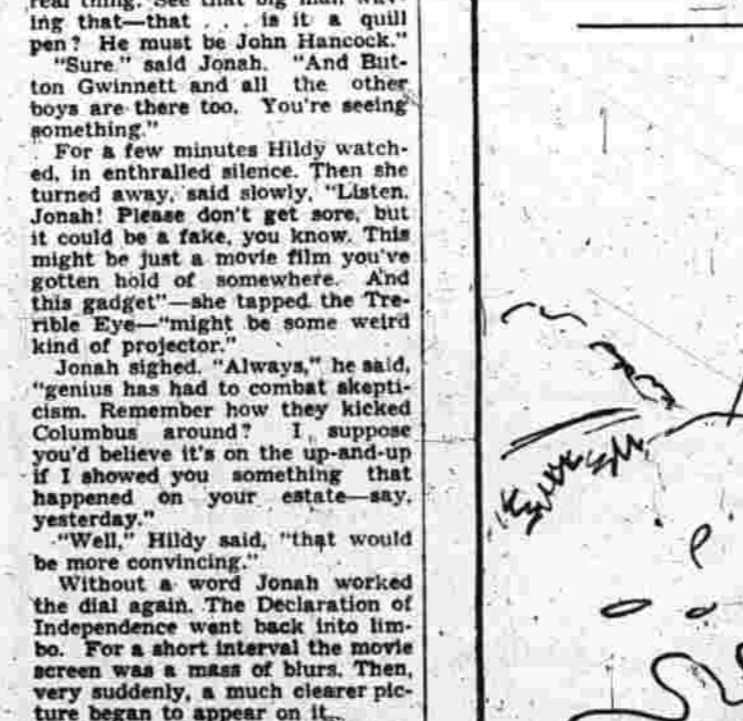 real thing. See that big man wav-
ing that—that . . . is it a quill
pen? He must be John Hancock."
"Sure." said Jonah. "And But-
ton Gwinnett and all the other
boys are there too. You're seeing
something."
For a few minutes Hildy watch-
ed, in enthralled silence. Then she
turned away, said slowly, "Listen,
Jonah! Please don't get sore, but
it could be a fake, you know. This
might be just a movie film you've
gotten hold of somewhere. And
this gadget"—she tapped the Tre-
rible Eye—"might be some weird
kind of projector."
Jonah sighed. "Always," he said,
"genius has had to combat skepti-
cism. Remember how they kicked
Columbus around? I suppose
you'd believe it's on the up-and-up
if I showed you something that
happened on your estate—say,
yesterday."
"Well," Hildy said, "that would
be more convincing."
Without a word Jonah worked
the dial again. The Declaration of
Independence went back into lim-
bo. For a short interval the movie
screen was a mass of blurs. Then,
very suddenly, a much clearer pic-
ture began to appear on it.